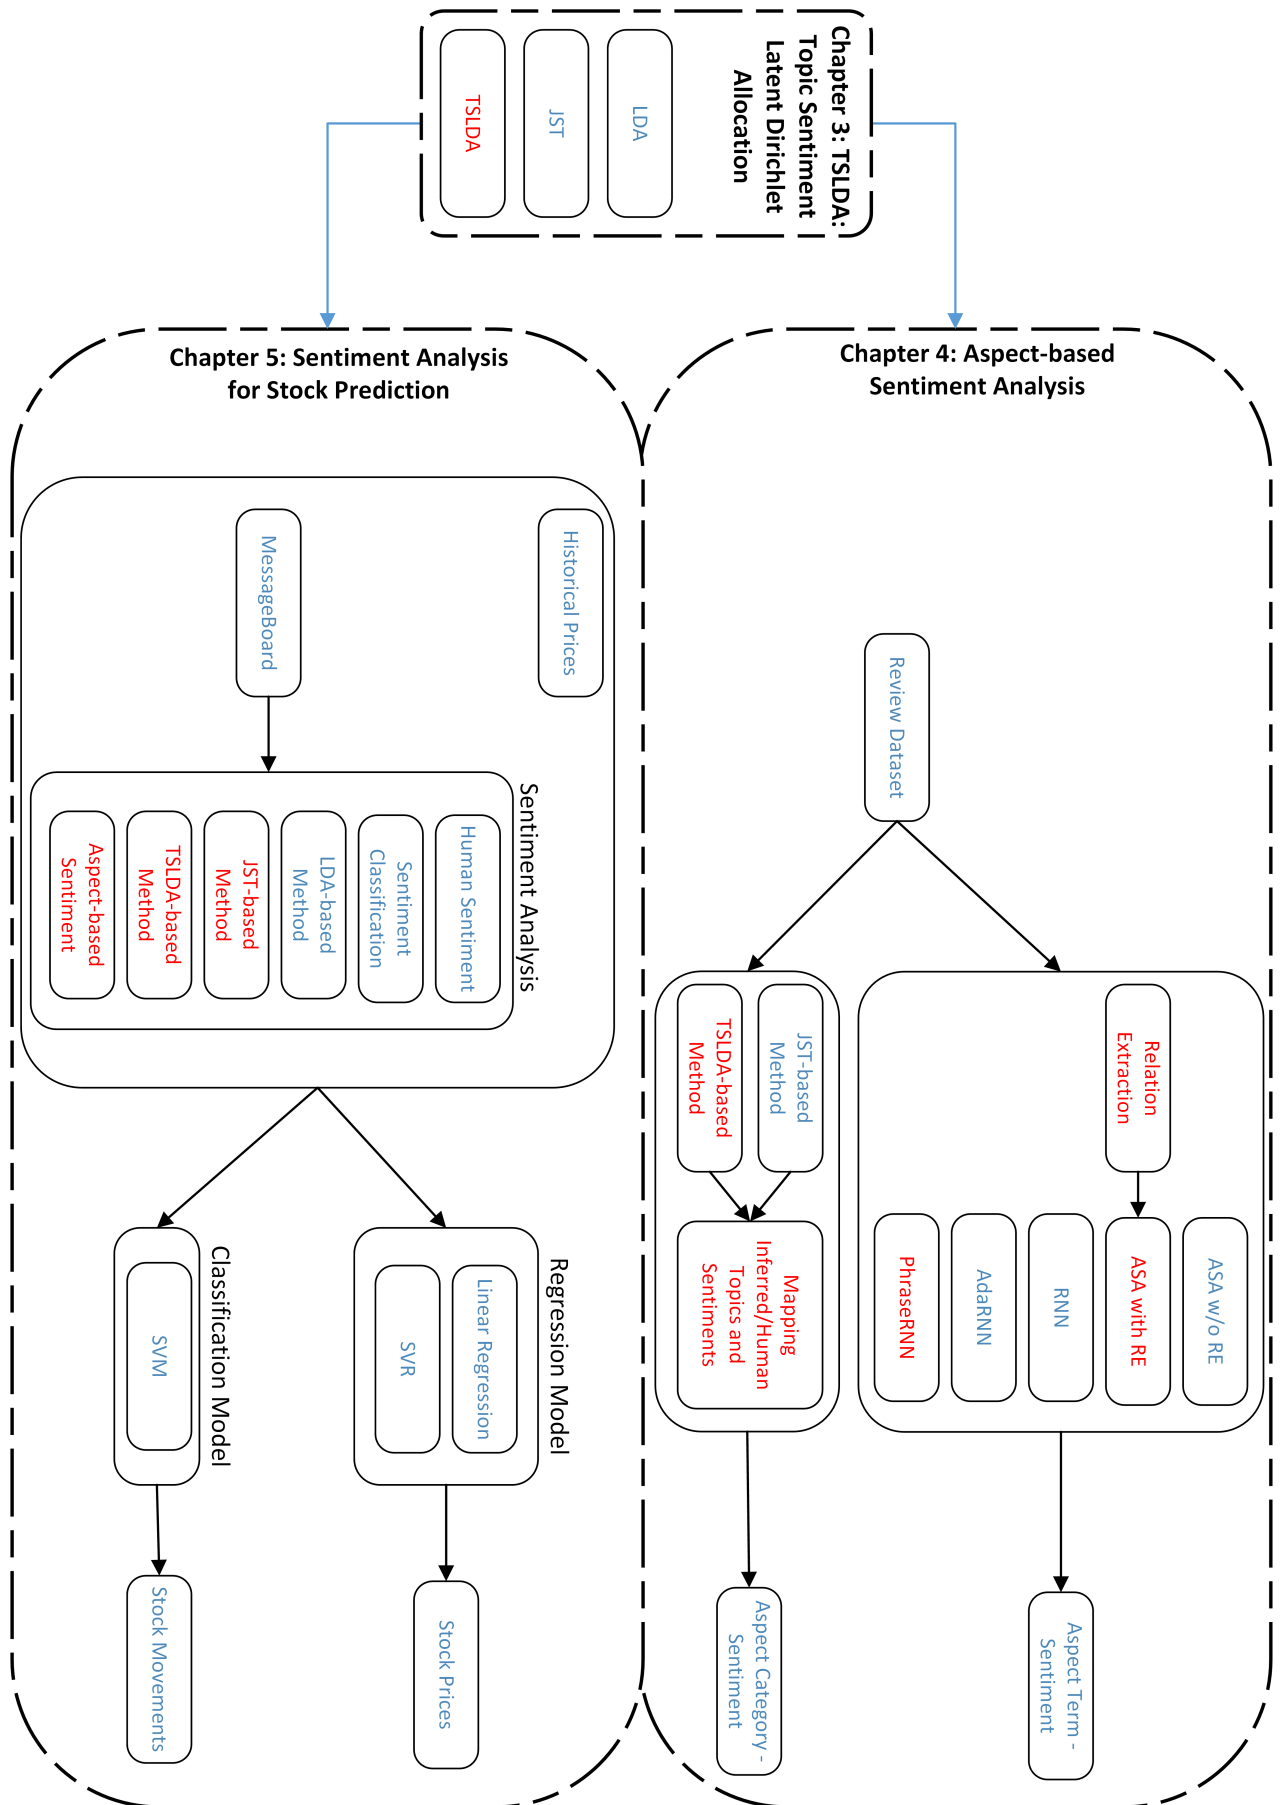 Chapter 3: TSLDA:
Topic Sentiment
Latent Dirichlet
Allocation
LDA
JST
TSLDA
Chapter 4: Aspect-based
Sentiment Analysis
Review Dataset
Relation
Extraction
ASA w/o RE
ASA with RE
RNN
AdaRNN
PhraseRNN
Aspect Term -
Sentiment
JST-based
Method
TSLDA-based
Method
Mapping
Inferred/Human
Topics and
Sentiments
Aspect Category -
Sentiment
Chapter 5: Sentiment Analysis
for Stock Prediction
Historical Prices
MessageBoard
Sentiment Analysis
Human Sentiment
Sentiment
Classification
LDA-based
Method
JST-based
Method
TSLDA-based
Method
Aspect-based
Sentiment
Regression Model
Linear Regression
SVR
Stock Prices
Classification Model
SVM
Stock Movements